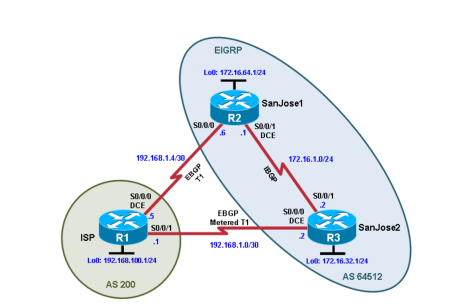 EIGRP
Lo0: 172.16.64.1/24
SanJose1
R2
S0/0/0
.6
.1
S0/0/1
DCE
192.168.1.4/30
EBGP
T1
172.16.1.0/24
IBGP
S0/0/0
DCE
.5
S0/0/1
ISP
R1
.1
Lo0: 192.168.100.1/24
AS 200
EBGP
Metered T1
192.168.1.0/30
S0/0/1
.2
S0/0/0
DCE
.2
SanJose2
R3
Lo0: 172.16.32.1/24
AS 64512